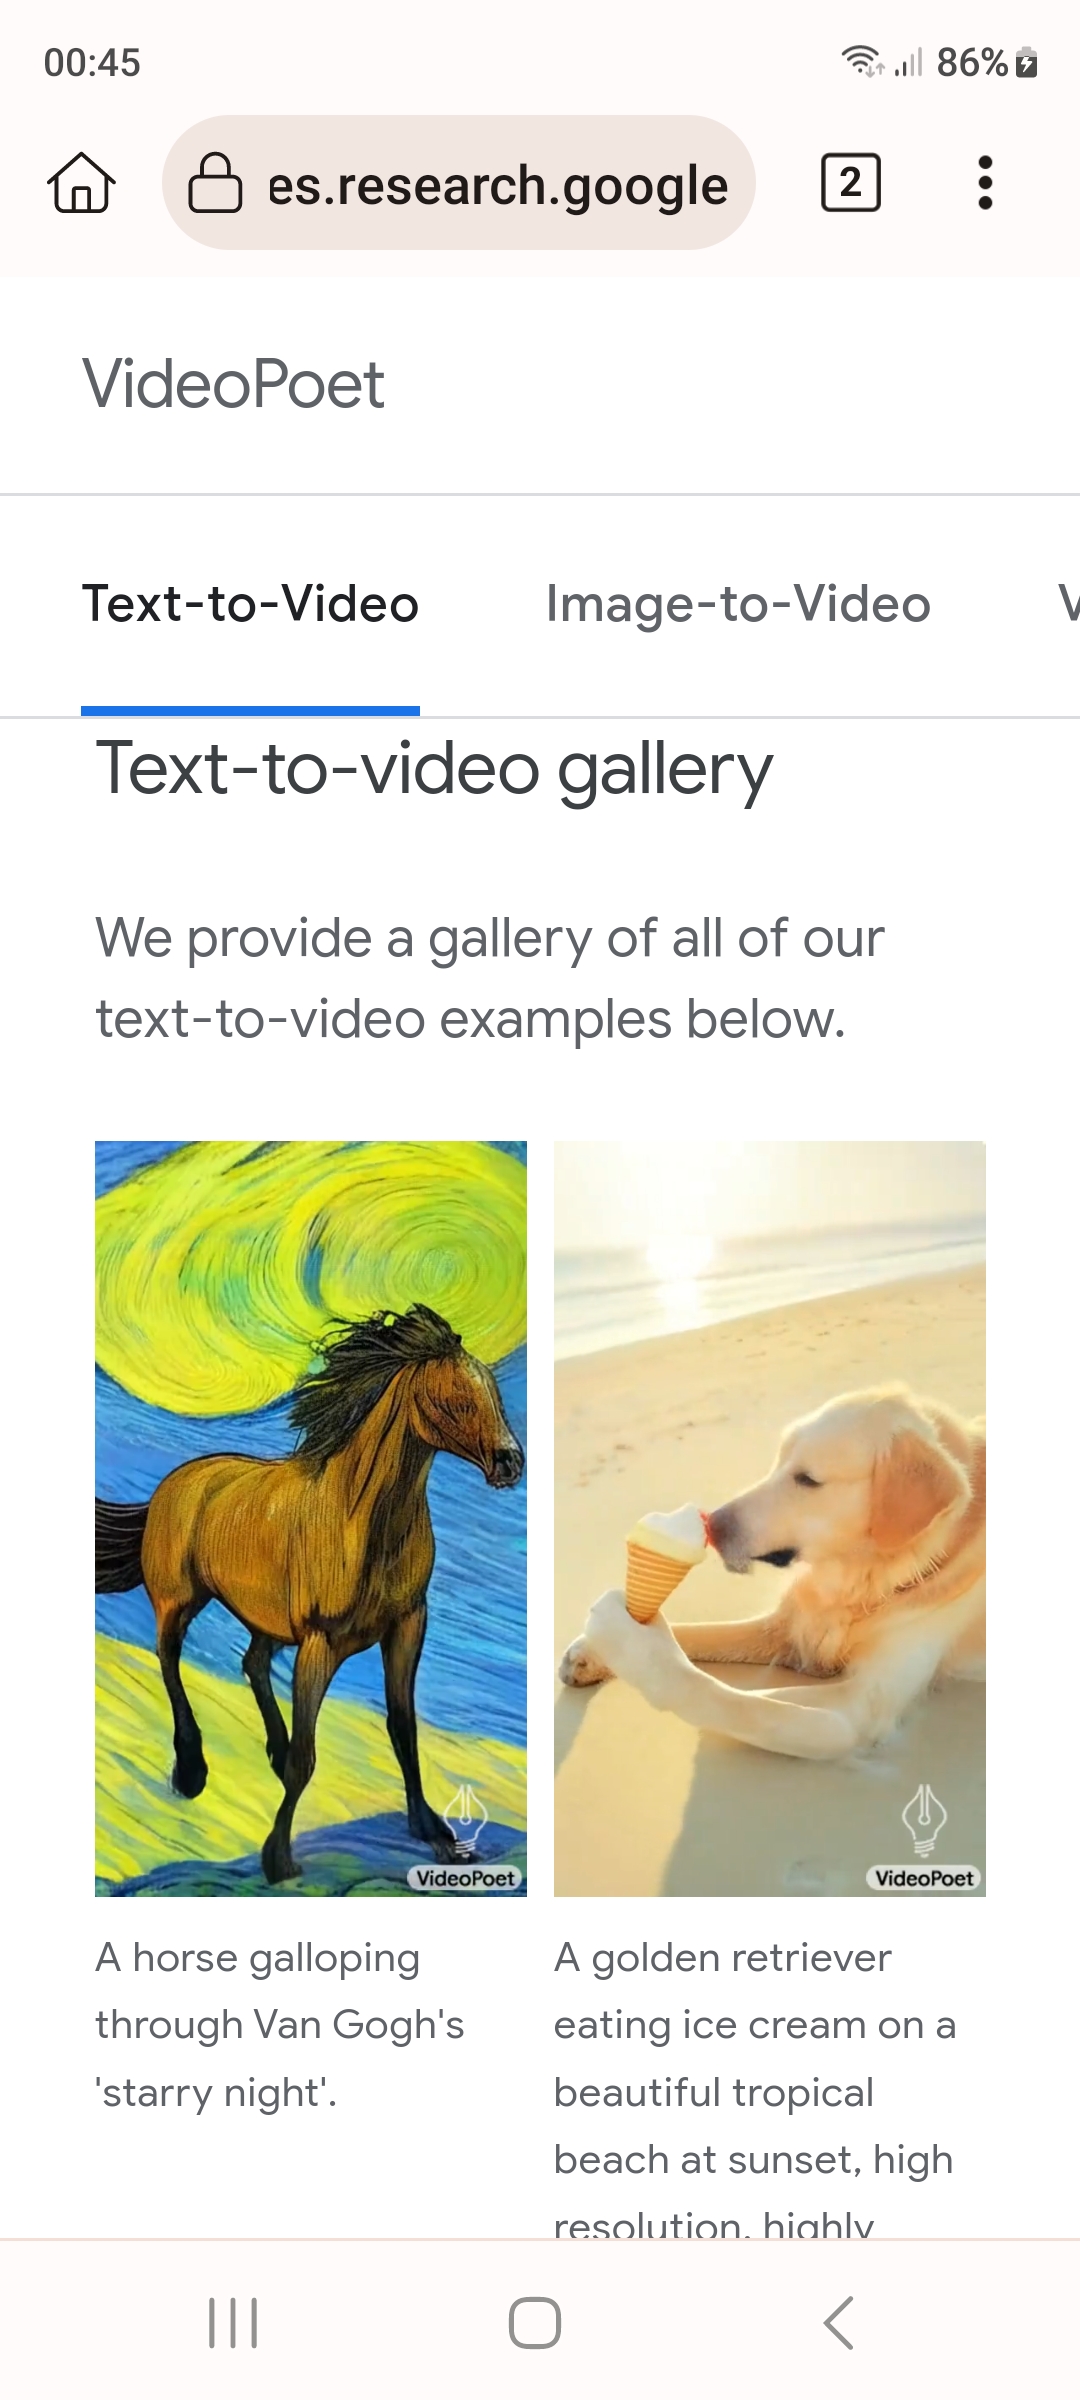 00:45
86%
es.research.google
2
VideoPoet
Text-to-Video
Image-to-Video
V
Text-to-video gallery
We provide a gallery of all of our
text-to-video examples below.
VideoPoet
VideoPoet
A horse galloping
through Van Gogh's
'starry night'.
A golden retriever
eating ice cream on a
beautiful tropical
beach at sunset, high
resolution, highly